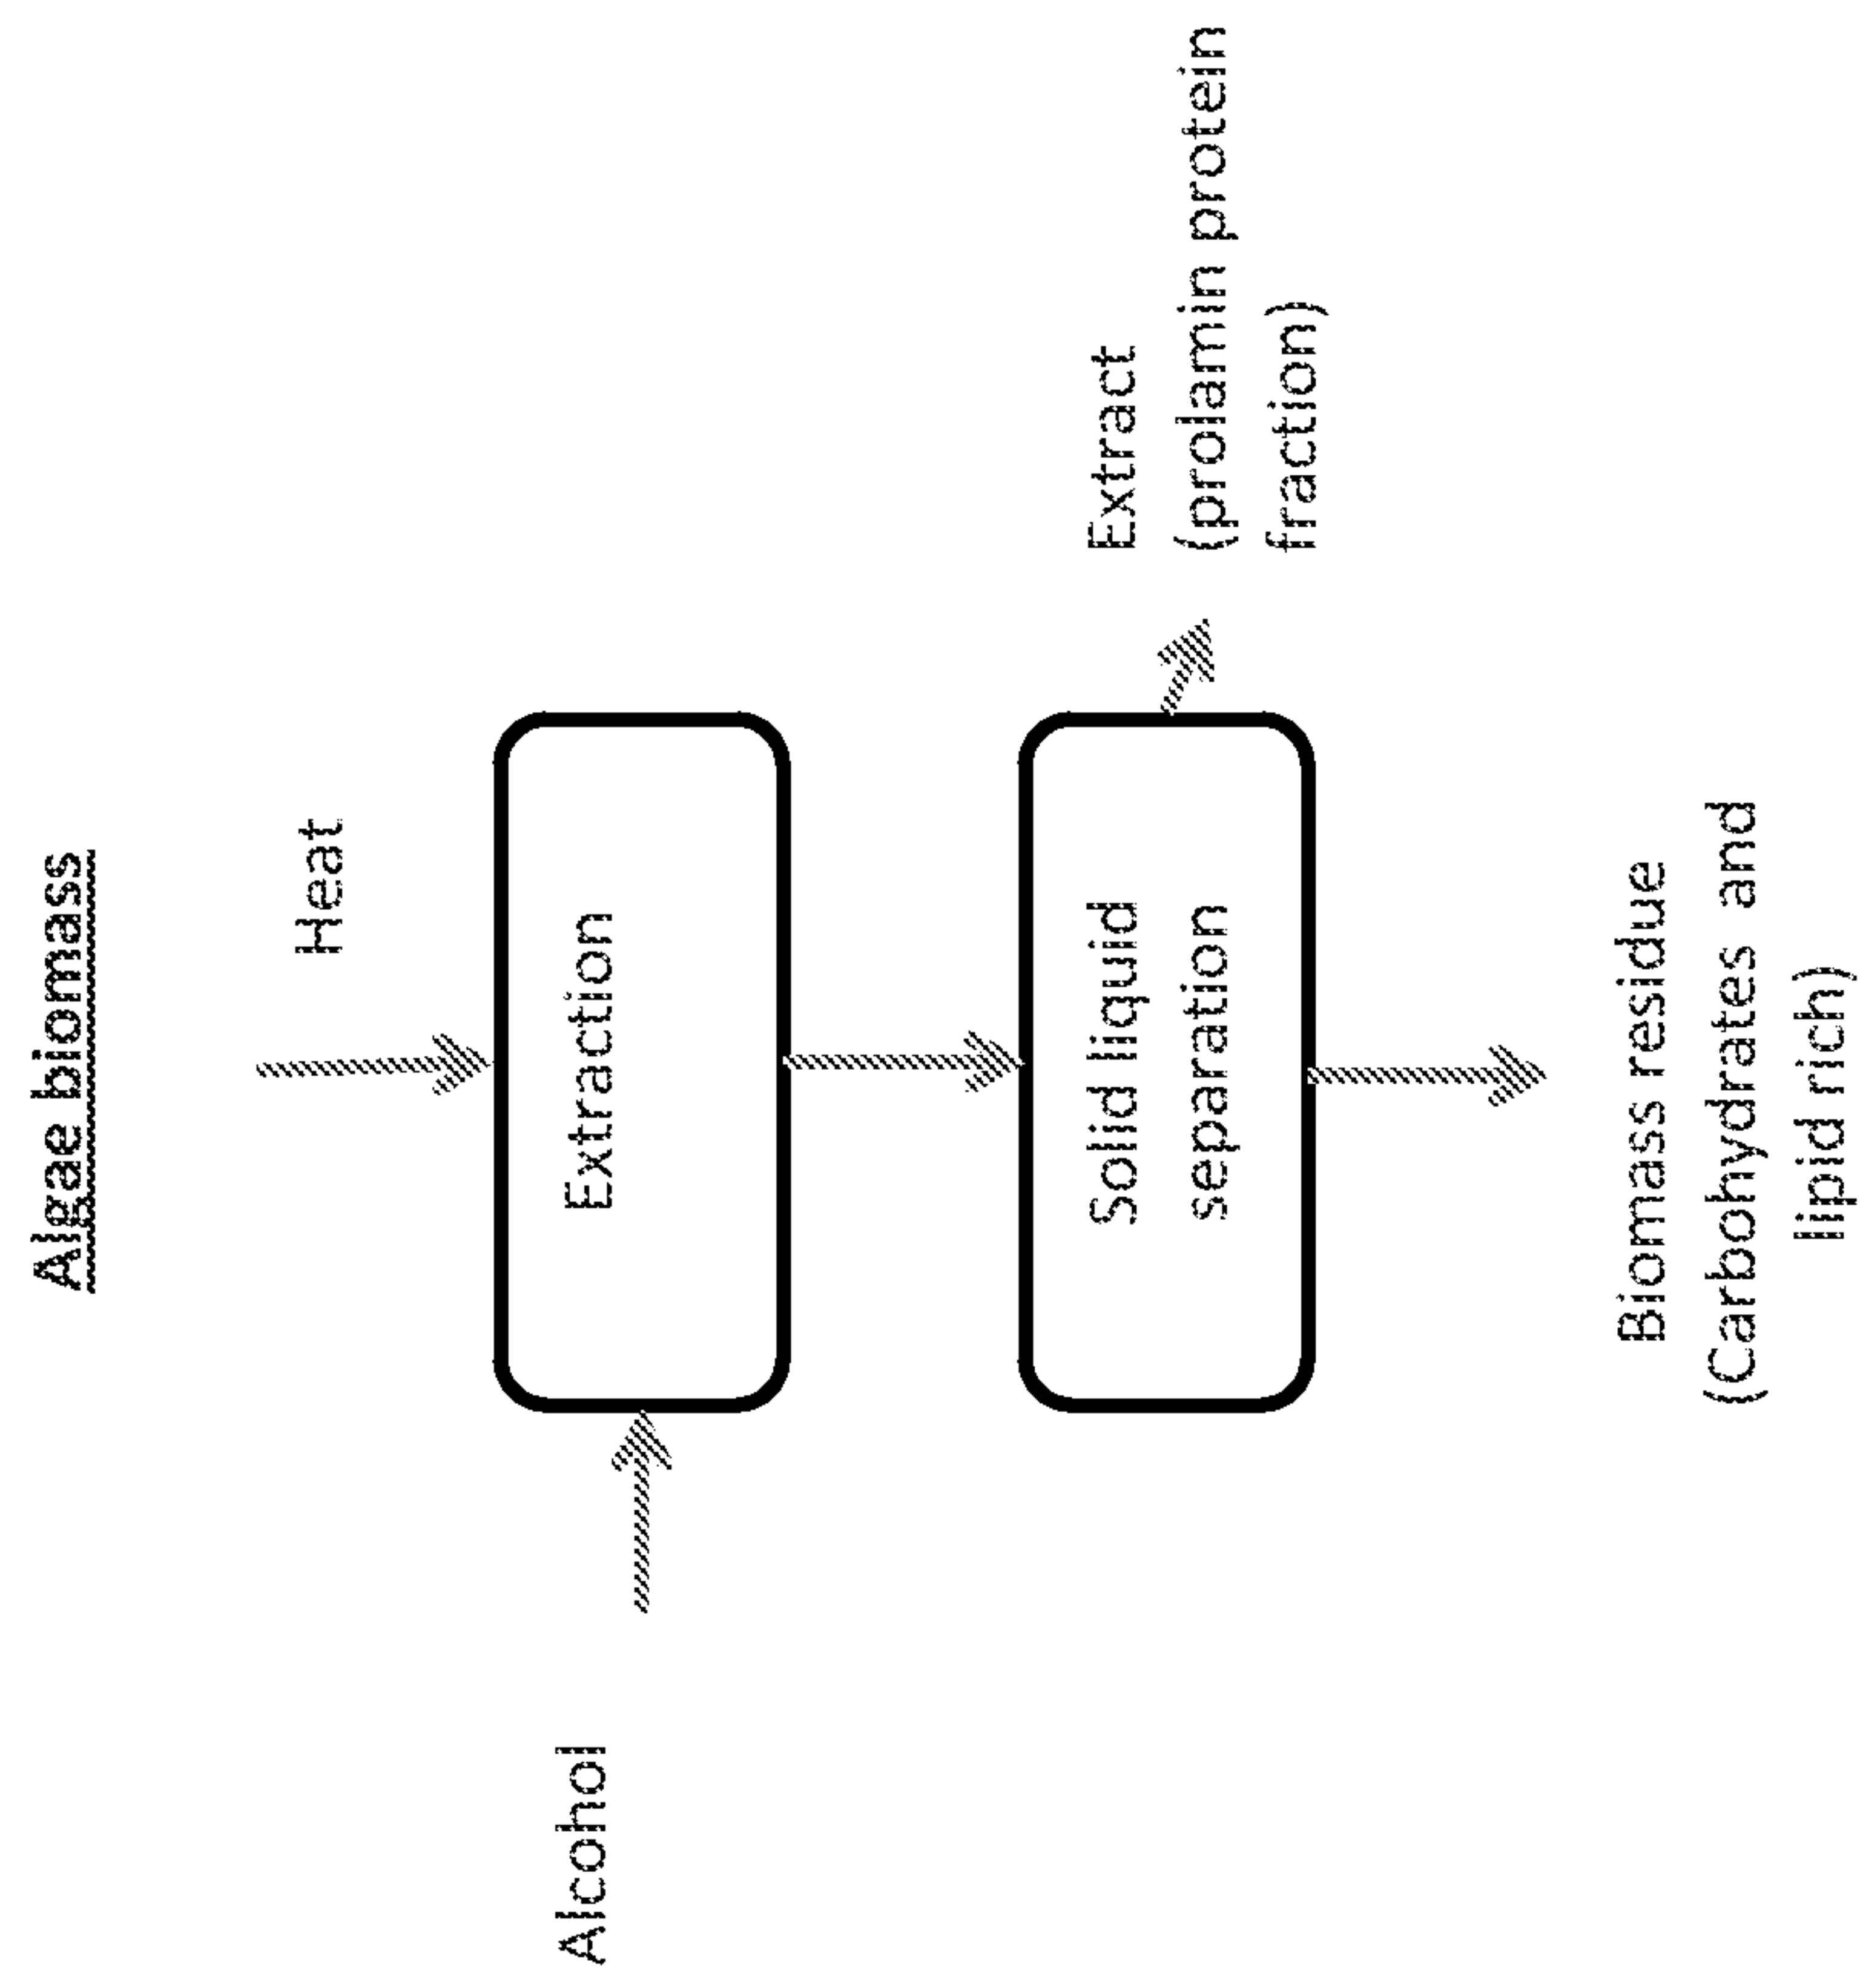 Algae biomass
Heat
Alcohol
Extraction
Solid liquid
separation
Extract
(prolamin protein
fraction)
Biomass residue
(Carbohydrates and
lipid rich)